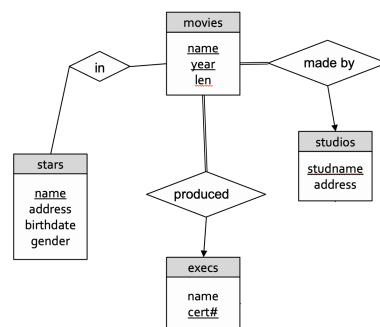 movies
name
year
len
in
made by
studios
studname
address
stars
name
address
birthdate
gender
produced
execs
name
cert#